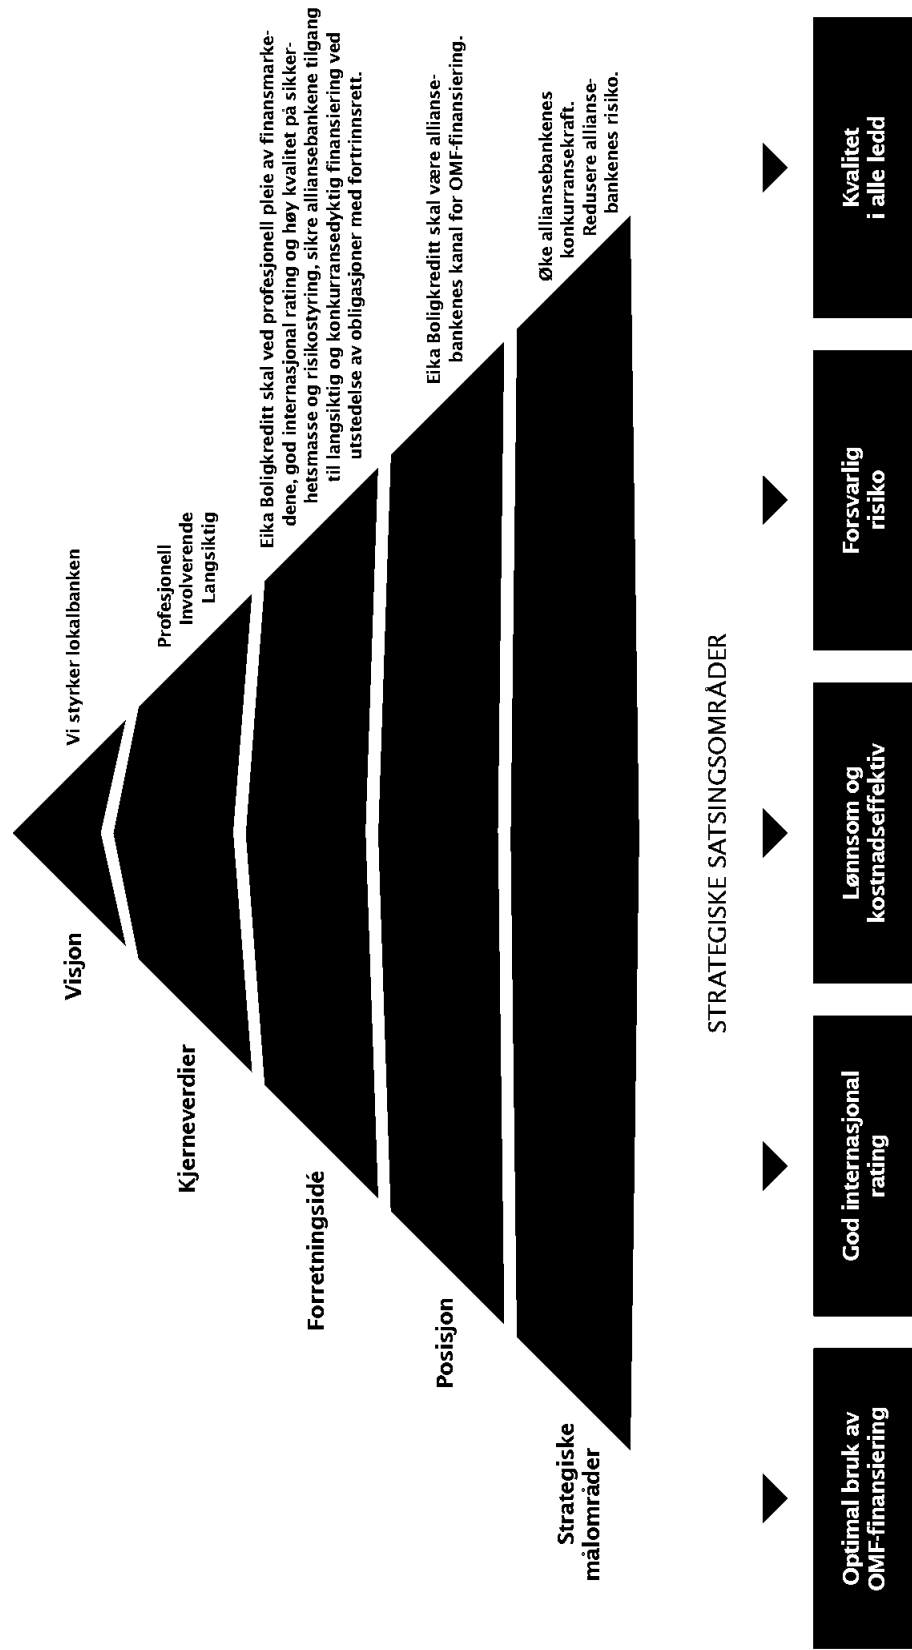 Visjon
Vi styrker lokalbanken
Kjerneverdier
Profesjonell
Involverende
Langsiktig
Forretningsidé
Eika Boligkreditt skal ved profesjonell pleie av finansmarke-
dene, god internasjonal rating og høy kvalitet på sikker-
hetsmasse og risikostyring, sikre alliansebankene tilgang
til langsiktig og konkurransedyktig finansiering ved
utstedelse av obligasjoner med fortrinnsrett.
Posisjon
Eika Boligkreditt skal være allianse-
bankenes kanal for OMF-finansiering.
Strategiske
målområder
Øke alliansebankenes
konkurransekraft.
Redusere allianse-
bankenes risiko.
STRATEGISKE SATSINGSOMRÅDER
Optimal bruk av
OMF-finansiering
God internasjonal
rating
Lønnsom og
kostnadseffektiv
Forsvarlig
risiko
Kvalitet
i alle ledd